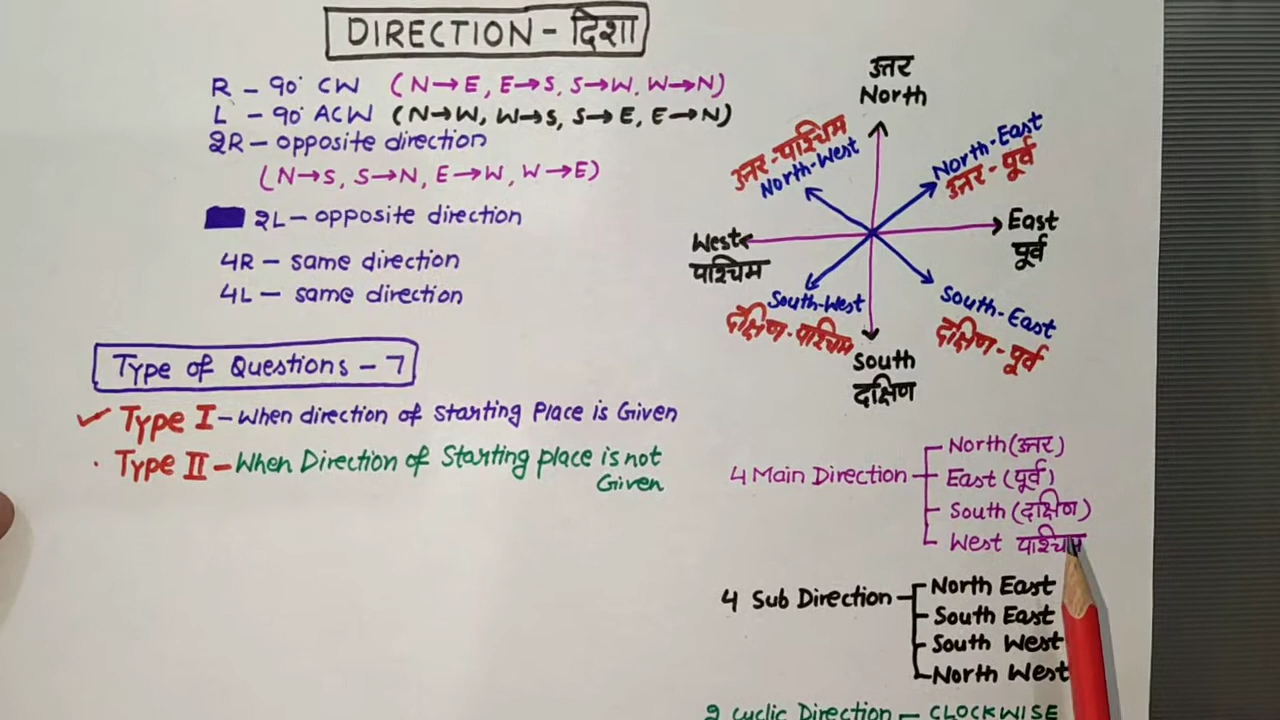 DIRECTION - दिशा
R - 90° CW (N→E, E→S, S→W, W→N)
L - 90° ACW (N→W, W→S, S→E, E→N)
2R - opposite direction
(N→S, S→N, E→W, W→E)
2L - opposite direction
4R - same direction
4L - same direction
Type of Questions - 7
Type I - When direction of Starting Place is Given
Type II - When Direction of Starting place is not
Given
उत्तर
North
उत्तर-पश्चिम
North-West
North-East
उत्तर-पूर्व
West
पश्चिम
East
पूर्व
South-West
दक्षिण-पश्चिम
South-East
दक्षिण-पूर्व
South
दक्षिण
4 Main Direction
North (उत्तर)
East (पूर्व)
South (दक्षिण)
West पश्चिम
4 Sub Direction
North East
South East
South West
North West
2 Cyclic Direction - CLOCKWISE